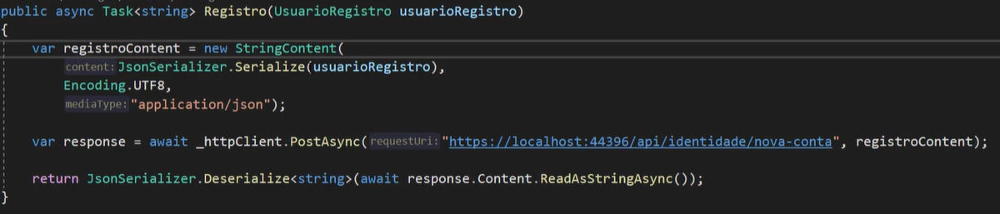 public async Task<string> Registro(UsuarioRegistro usuarioRegistro)
{
var registroContent = new StringContent(
content: JsonSerializer.Serialize(usuarioRegistro),
Encoding.UTF8,
mediaType: "application/json");
var response = await _httpClient.PostAsync( requestUri: "https://localhost:44396/api/identidade/nova-conta", registroContent);
return JsonSerializer.Deserialize<string>(await response.Content.ReadAsStringAsync());
}